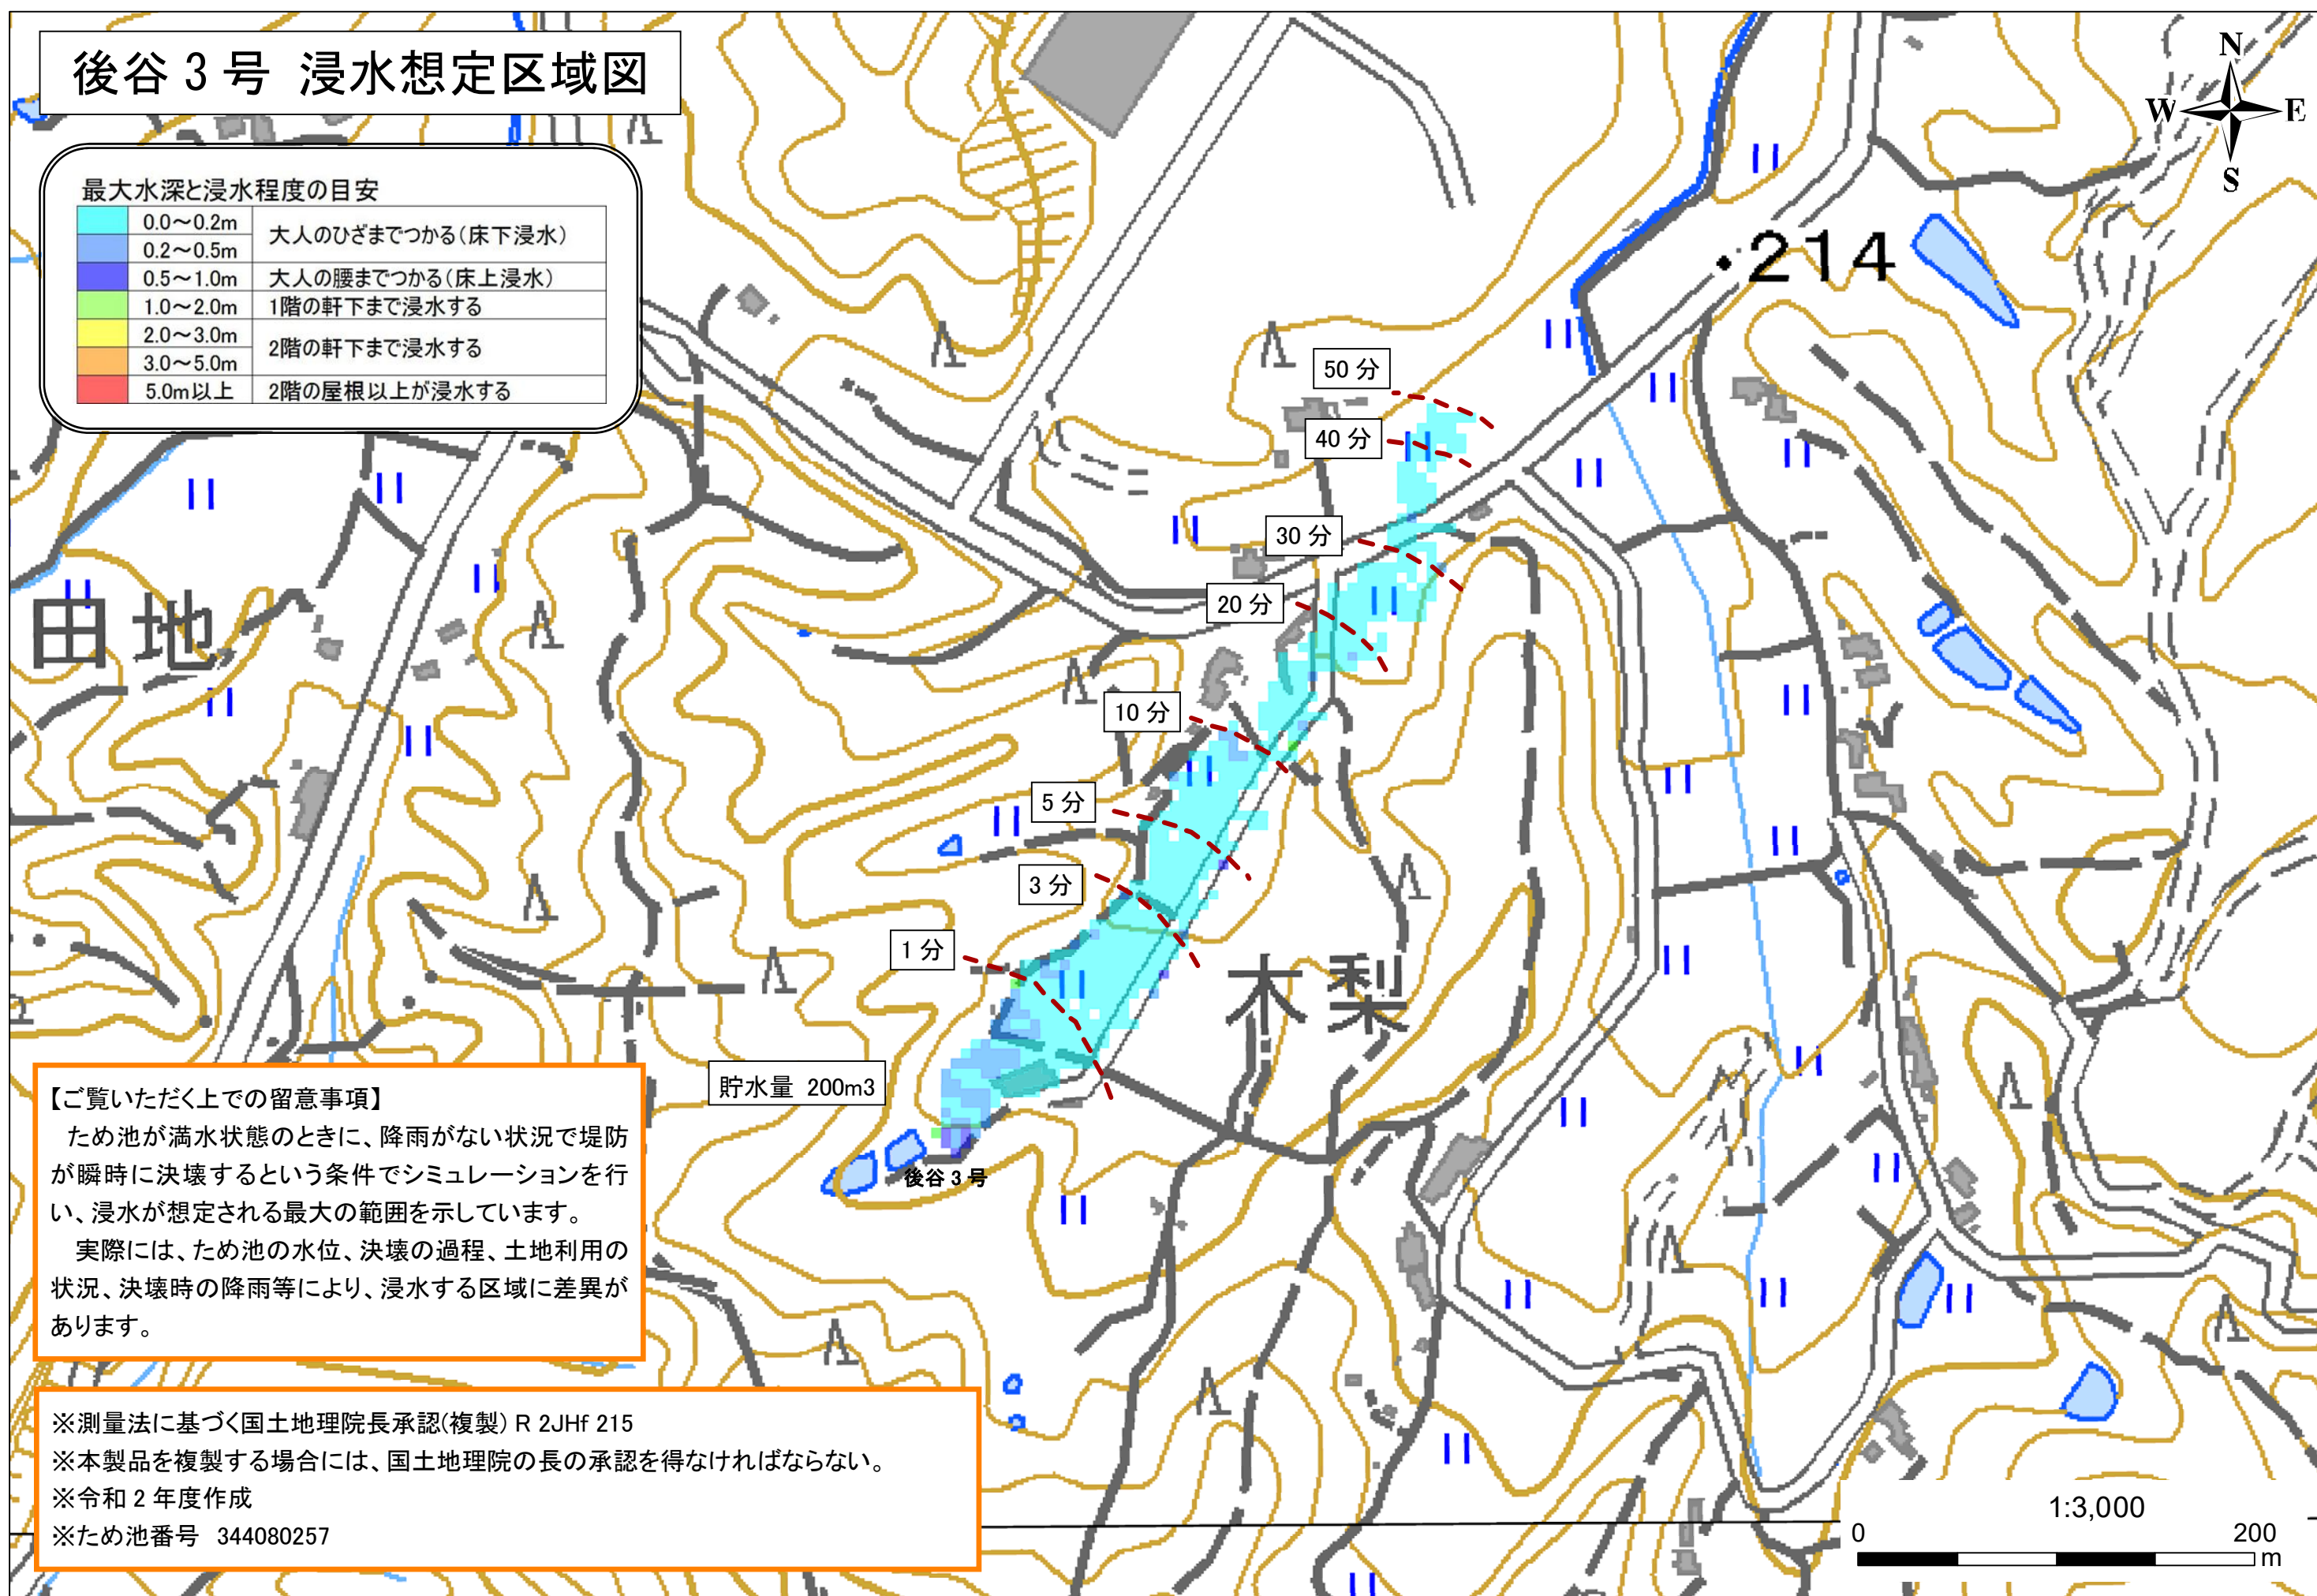 後谷3号 浸水想定区域図
N
W E
S
最大水深と浸水程度の目安
0.0～0.2m
大人のひざまでつかる(床下浸水)
0.2～0.5m
0.5～1.0m 大人の腰までつかる(床上浸水)
1.0～2.0m 1階の軒下まで浸水する
2.0～3.0m
2階の軒下まで浸水する
3.0～5.0m
5.0m以上 2階の屋根以上が浸水する
・214
50分
40分
30分
20分
田地
10分
5分
3分
1分
木梨
貯水量 200m3
後谷3号
【ご覧いただく上での留意事項】
ため池が満水状態のときに、降雨がない状況で堤防
が瞬時に決壊するという条件でシミュレーションを行
い、浸水が想定される最大の範囲を示しています。
実際には、ため池の水位、決壊の過程、土地利用の
状況、決壊時の降雨等により、浸水する区域に差異が
あります。
※測量法に基づく国土地理院長承認(複製) R 2JHf 215
※本製品を複製する場合には、国土地理院の長の承認を得なければならない。
※令和2年度作成
※ため池番号 344080257
1:3,000
0 200
m